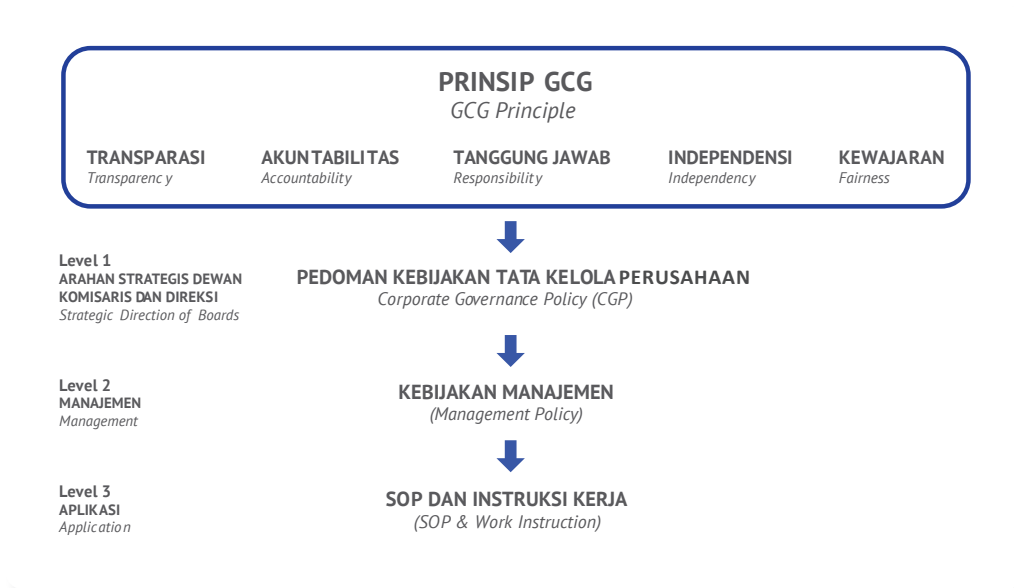 PRINSIP GCG
GCG Principle
TRANSPARASI
Transparency
AKUNTABILITAS
Accountability
TANGGUNG JAWAB
Responsibility
INDEPENDENSI
Independency
KEWAJARAN
Fairness
Level 1
ARAHAN STRATEGIS DEWAN
KOMISARIS DAN DIREKSI
Strategic Direction of Boards
PEDOMAN KEBIJAKAN TATA KELOLA PERUSAHAAN
Corporate Governance Policy (CGP)
Level 2
MANAJEMEN
Management
KEBIJAKAN MANAJEMEN
(Management Policy)
Level 3
APLIKASI
Application
SOP DAN INSTRUKSI KERJA
(SOP & Work Instruction)